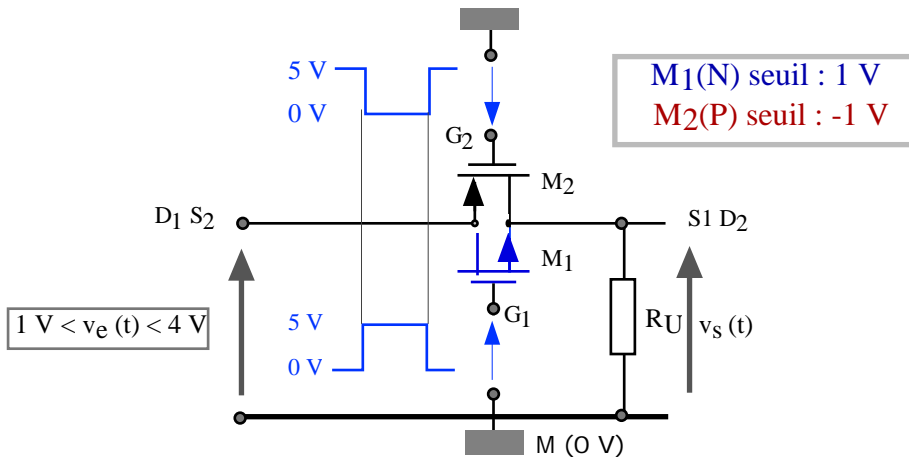 5 V
0 V
M1(N) seuil : 1 V
M2(P) seuil : -1 V
G2
M2
D1 S2
S1 D2
M1
1 V < ve (t) < 4 V
G1
RU
vs (t)
5 V
0 V
M (0 V)